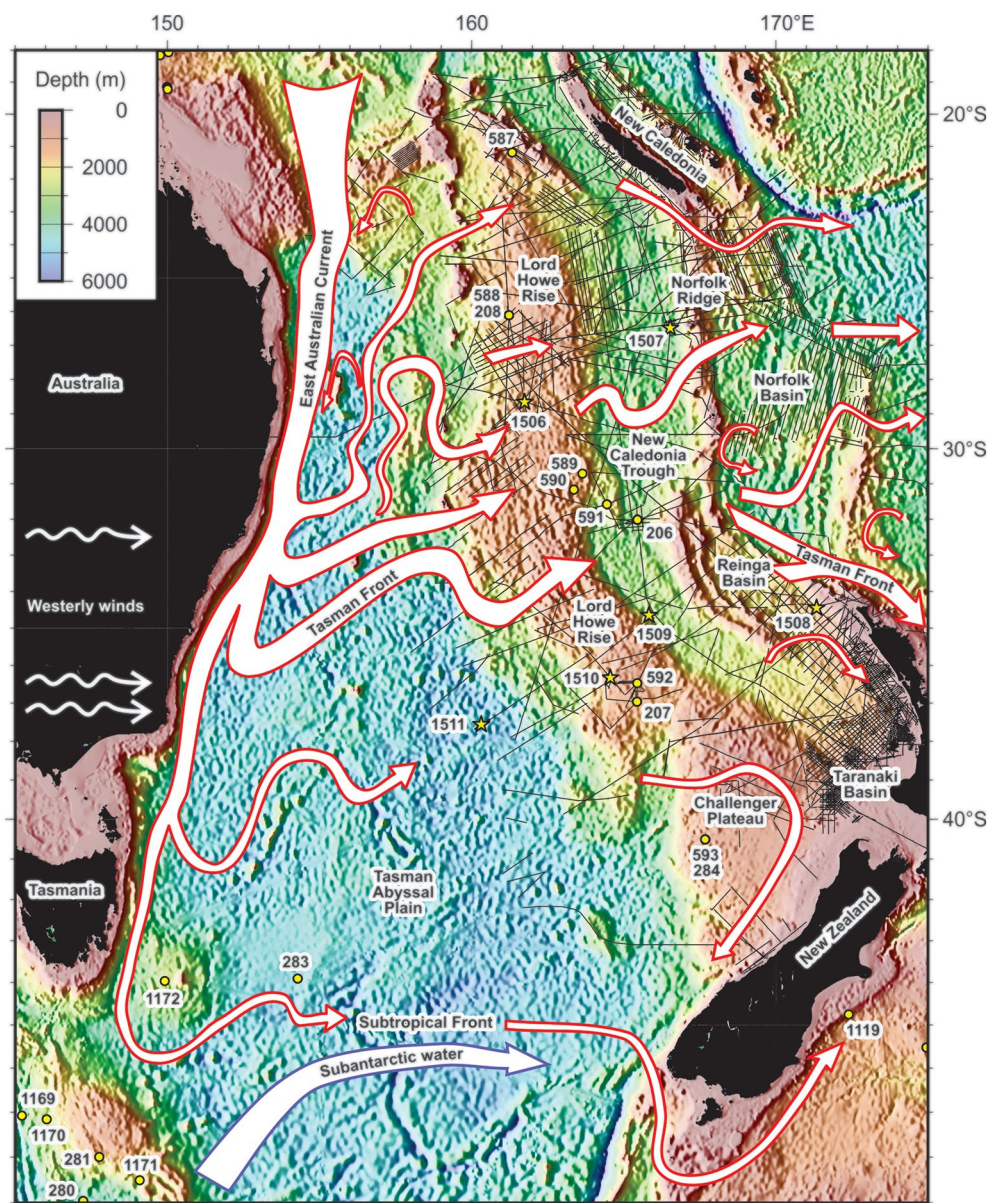 150
160
170°E
Depth (m)
0
2000
4000
6000
20°S
30°S
40°S
New Caledonia
587
Lord
Howe
Rise
588
208
Norfolk
Ridge
1507
East Australian Current
Australia
1506
Norfolk
Basin
New
Caledonia
Trough
589
590
591
206
Westerly winds
Tasman Front
Reinga
Basin
Tasman Front
Lord
Howe
Rise
1509
1508
1510
592
207
1511
Taranaki
Basin
Challenger
Plateau
593
284
Tasmania
Tasman
Abyssal
Plain
New Zealand
283
1172
Subtropical Front
1119
Subantarctic water
1169
1170
281
1171
280